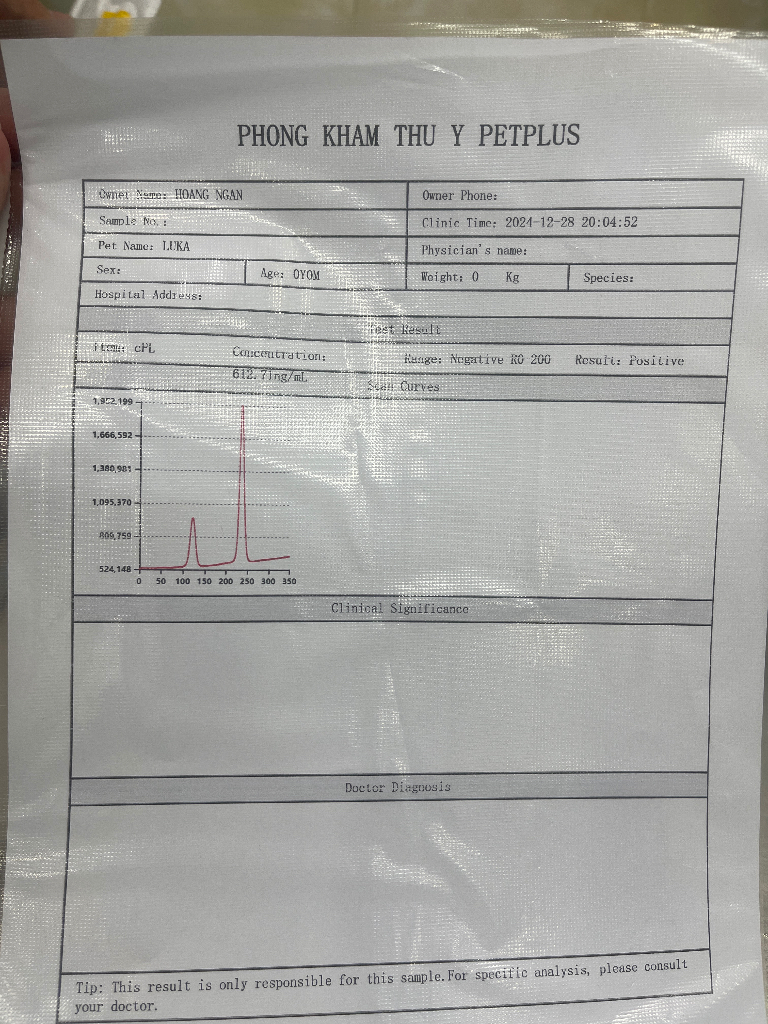 PHONG KHAM THU Y PETPLUS
Owner Name: HOANG NGAN Owner Phone:
Sample No.: Clinic Time: 2024-12-28 20:04:52
Pet Name: LUKA Physician's name:
Sex: Age: 0Y0M Weight: 0 Kg Species:
Hospital Address:
Test Result
Item: cPL Concentration: Range: Negative R0 200 Result: Positive
612.71ng/mL
Scan Curves
1,952,199
1,666,592
1,380,981
1,095,370
809,759
524,148
0 50 100 150 200 250 300 350
Clinical Significance
Doctor Diagnosis
Tip: This result is only responsible for this sample.For specific analysis, please consult
your doctor.